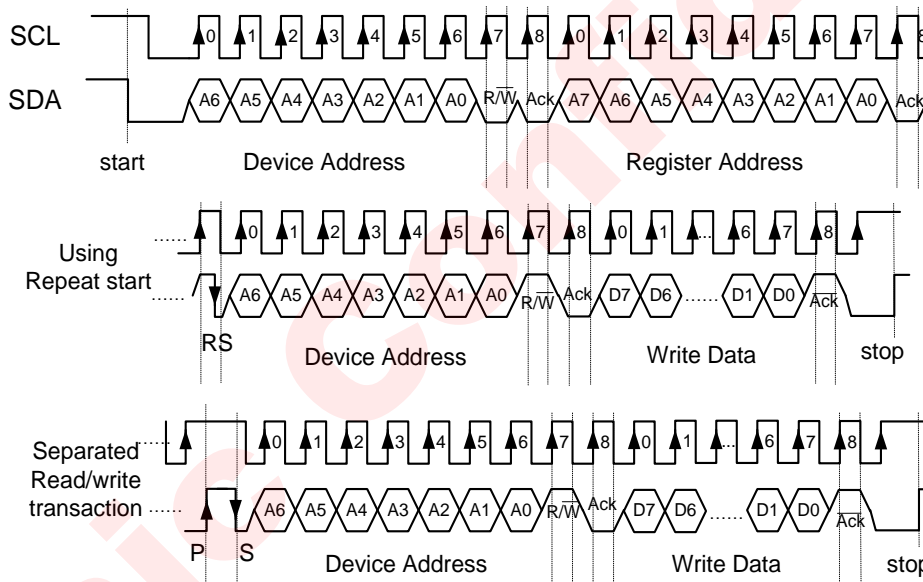 SCL 0 1 2 3 4 5 6 7 8 0 1 2 3 4 5 6 7 8
SDA A6 A5 A4 A3 A2 A1 A0 R/W̅ Ack A7 A6 A5 A4 A3 A2 A1 A0 Ack
start Device Address Register Address
Using
Repeat start
...... 0 1 2 3 4 5 6 7 8 0 1 ... 6 7 8
...... A6 A5 A4 A3 A2 A1 A0 R/W̅ Ack D7 D6 ...... D1 D0 A̅c̅k̅
RS Device Address Write Data stop
Separated
Read/write
transaction
...... 0 1 2 3 4 5 6 7 8 0 1 ... 6 7 8
...... A6 A5 A4 A3 A2 A1 A0 R/W̅ Ack D7 D6 ...... D1 D0 A̅c̅k̅
P S Device Address Write Data stop